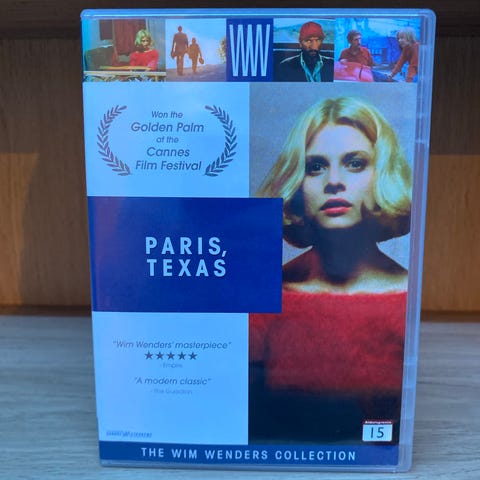 WW
Won the
Golden Palm
at the
Cannes
Film Festival
PARIS,
TEXAS
"Wim Wenders' masterpiece"
★★★★★
- Empire
"A modern classic"
- The Guardian
Aldersgrense
15
THE WIM WENDERS COLLECTION